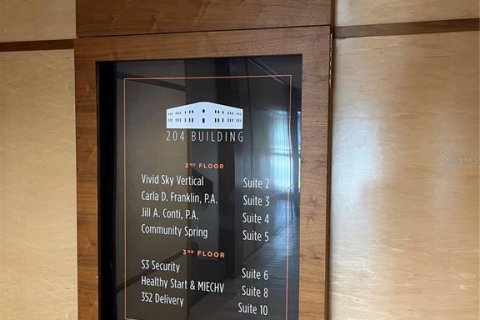 204 BUILDING
2ND FLOOR
Vivid Sky Vertical Suite 2
Carla D. Franklin, P.A. Suite 3
Jill A. Conti, P.A. Suite 4
Community Spring Suite 5
3RD FLOOR
S3 Security Suite 6
Healthy Start & MIECHV Suite 8
352 Delivery Suite 10